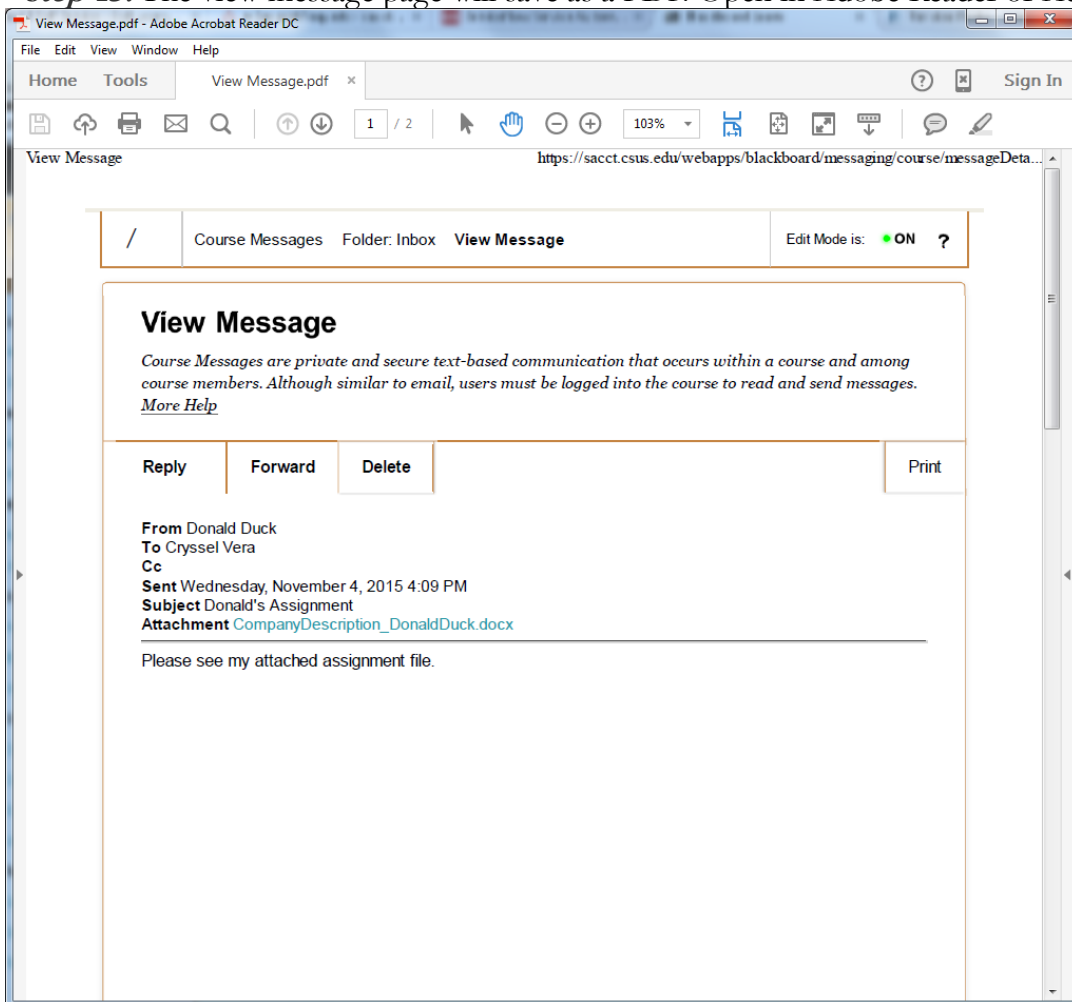 View Message.pdf - Adobe Acrobat Reader DC
File Edit View Window Help
Home Tools View Message.pdf × ? Sign In
1 / 2 103%
View Message https://sacct.csus.edu/webapps/blackboard/messaging/course/messageDeta...
/ Course Messages Folder: Inbox View Message Edit Mode is: ON ?
View Message
Course Messages are private and secure text-based communication that occurs within a course and among
course members. Although similar to email, users must be logged into the course to read and send messages.
More Help
Reply Forward Delete Print
From Donald Duck
To Cryssel Vera
Cc
Sent Wednesday, November 4, 2015 4:09 PM
Subject Donald's Assignment
Attachment CompanyDescription_DonaldDuck.docx
Please see my attached assignment file.